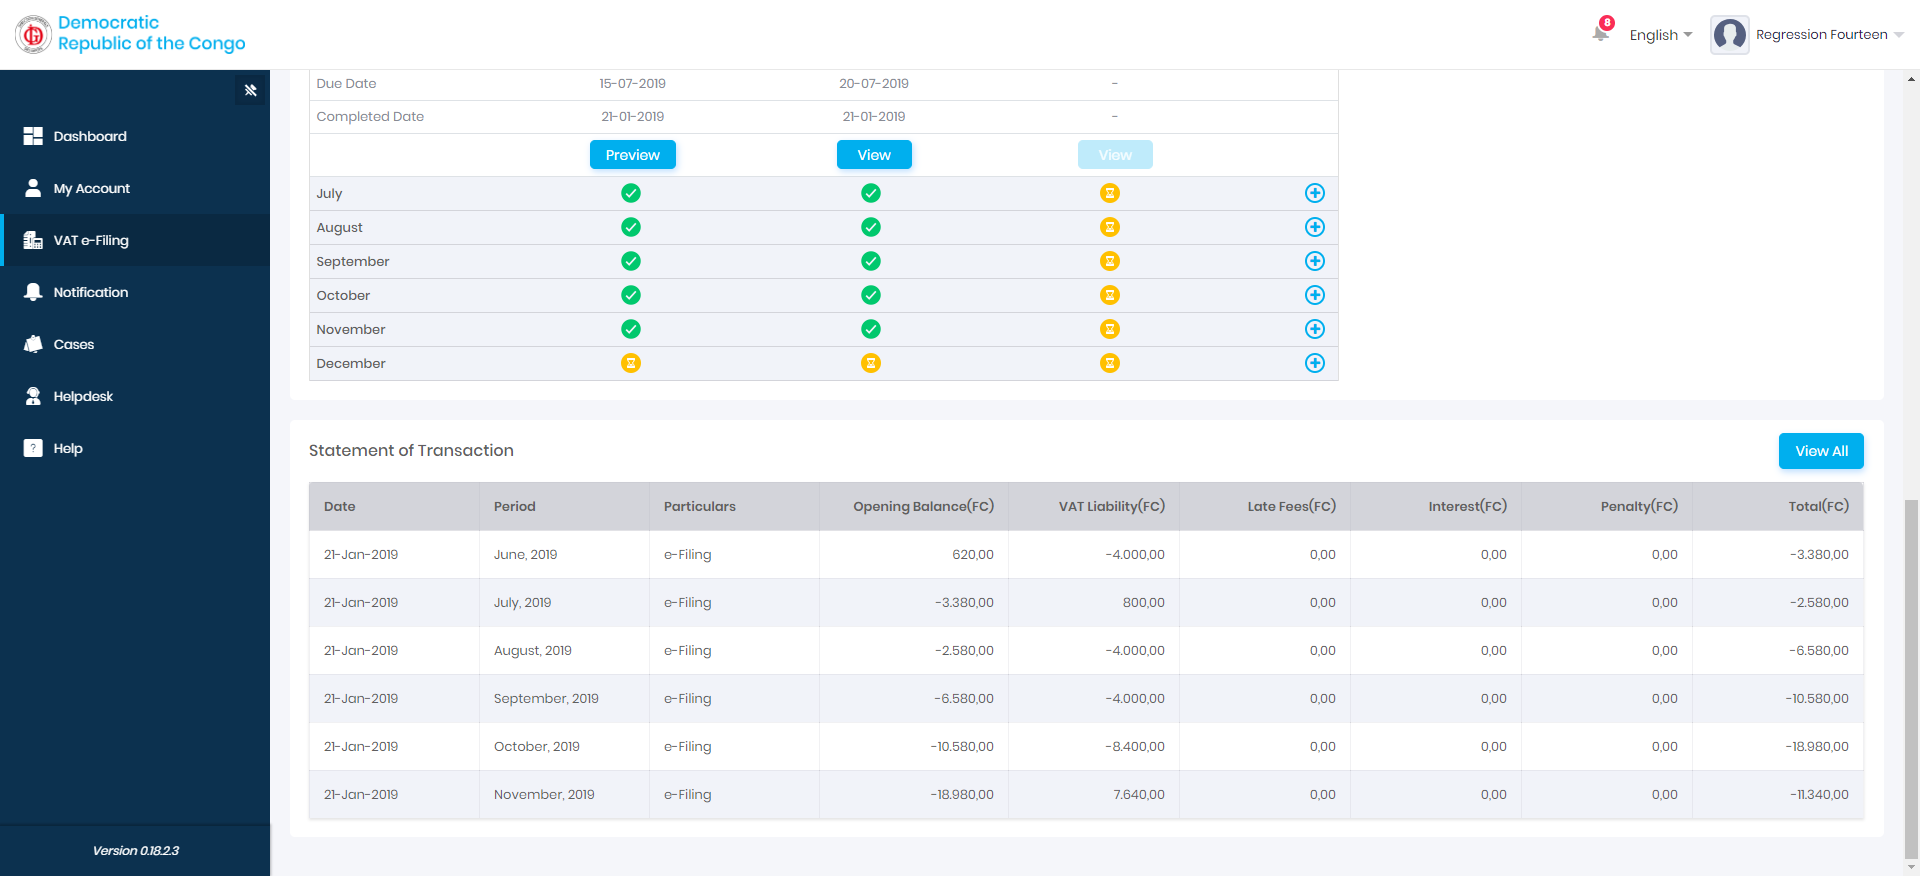 Democratic
Republic of the Congo
8
English
Regression Fourteen
Dashboard
My Account
VAT e-Filing
Notification
Cases
Helpdesk
? Help
Version 0.18.2.3
Due Date 15-07-2019 20-07-2019 -
Completed Date 21-01-2019 21-01-2019 -
Preview View View
July
August
September
October
November
December
Statement of Transaction
View All
Date Period Particulars Opening Balance(FC) VAT Liability(FC) Late Fees(FC) Interest(FC) Penalty(FC) Total(FC)
21-Jan-2019 June, 2019 e-Filing 620,00 -4.000,00 0,00 0,00 0,00 -3.380,00
21-Jan-2019 July, 2019 e-Filing -3.380,00 800,00 0,00 0,00 0,00 -2.580,00
21-Jan-2019 August, 2019 e-Filing -2.580,00 -4.000,00 0,00 0,00 0,00 -6.580,00
21-Jan-2019 September, 2019 e-Filing -6.580,00 -4.000,00 0,00 0,00 0,00 -10.580,00
21-Jan-2019 October, 2019 e-Filing -10.580,00 -8.400,00 0,00 0,00 0,00 -18.980,00
21-Jan-2019 November, 2019 e-Filing -18.980,00 7.640,00 0,00 0,00 0,00 -11.340,00